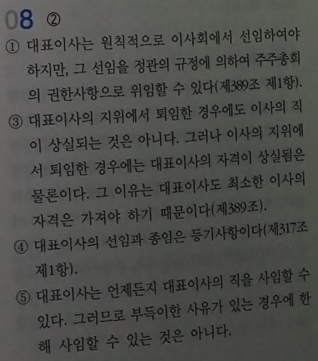 08 ②
① 대표이사는 원칙적으로 이사회에서 선임하여야
하지만, 그 선임을 정관의 규정에 의하여 주주총회
의 권한사항으로 위임할 수 있다(제389조 제1항).
③ 대표이사의 지위에서 퇴임한 경우에도 이사의 직
이 상실되는 것은 아니다. 그러나 이사의 지위에
서 퇴임한 경우에는 대표이사의 자격이 상실됨은
물론이다. 그 이유는 대표이사도 최소한 이사의
자격은 가져야 하기 때문이다(제389조).
④ 대표이사의 선임과 종임은 등기사항이다(제317조
제1항).
⑤ 대표이사는 언제든지 대표이사의 직을 사임할 수
있다. 그러므로 부득이한 사유가 있는 경우에 한
해 사임할 수 있는 것은 아니다.